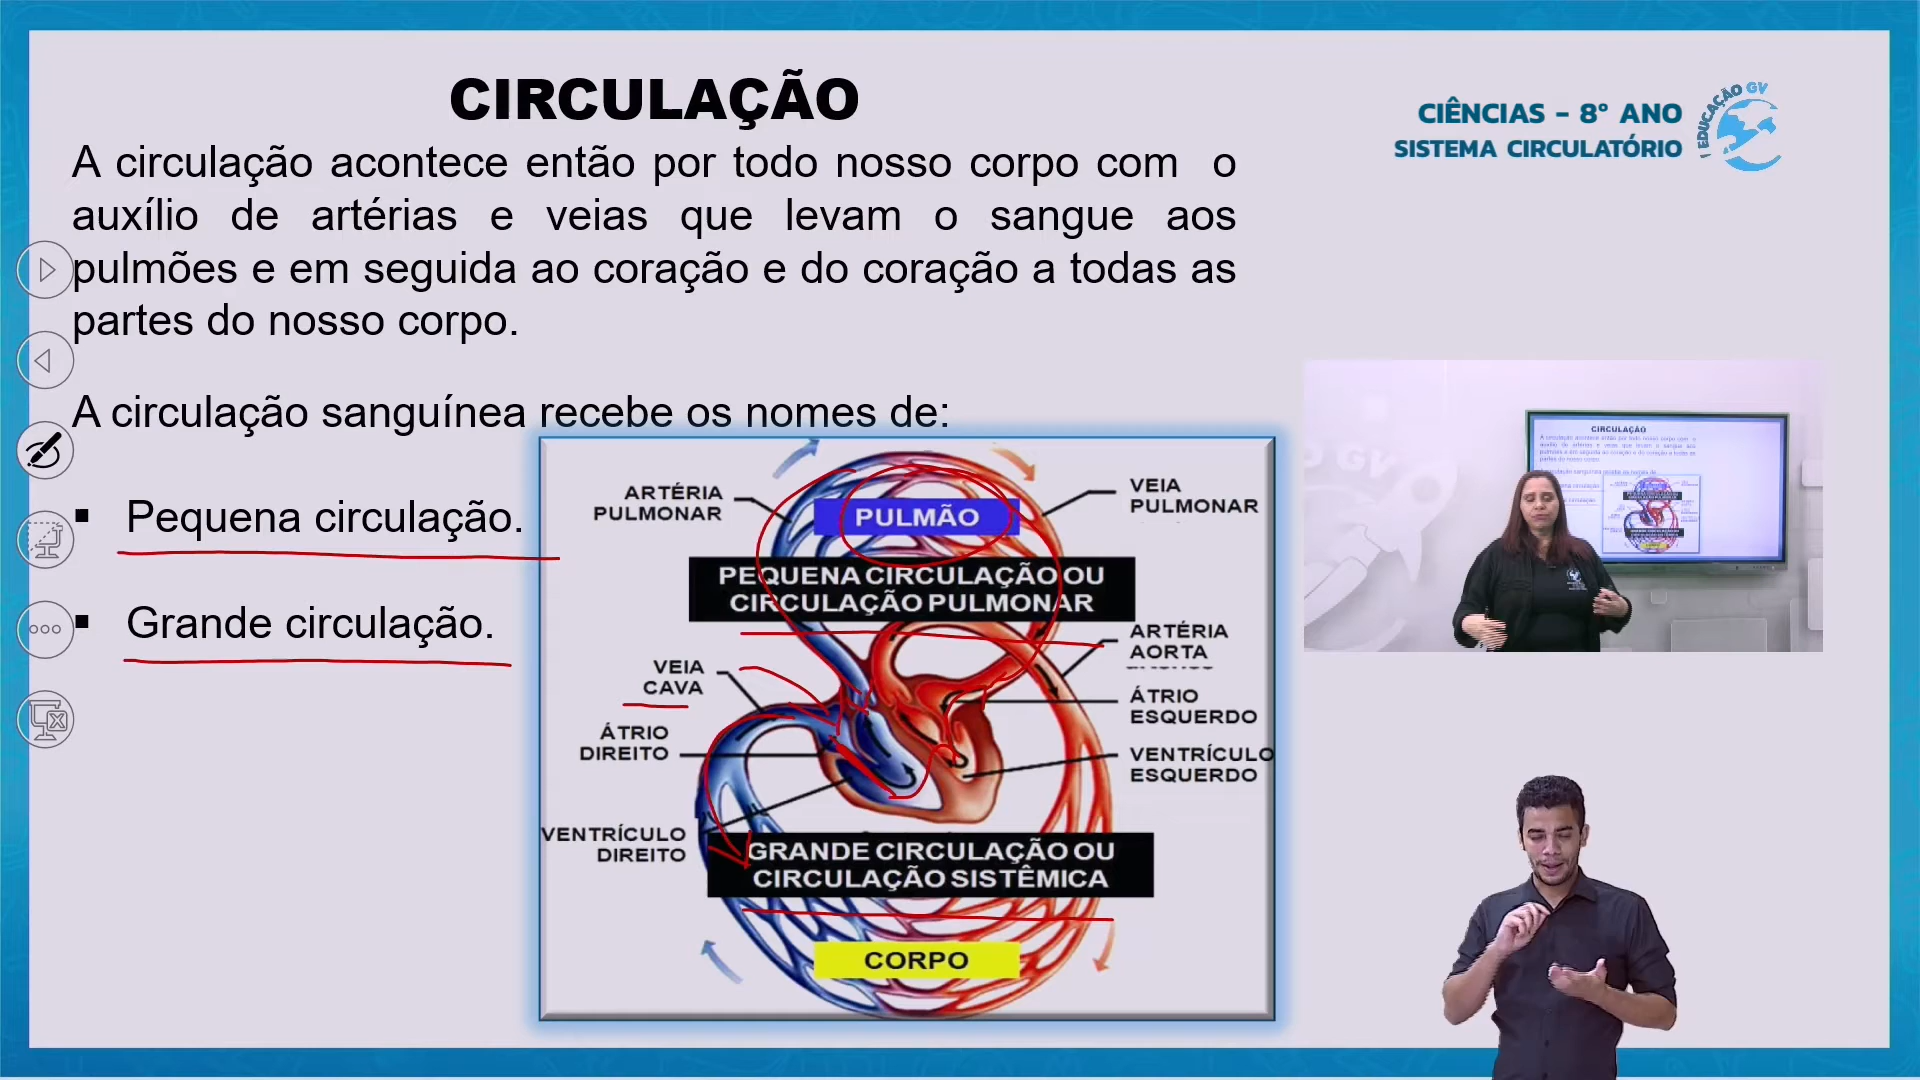 CIRCULAÇÃO
A circulação acontece então por todo nosso corpo com o
auxílio de artérias e veias que levam o sangue aos
pulmões e em seguida ao coração e do coração a todas as
partes do nosso corpo.
A circulação sanguínea recebe os nomes de:
▪ Pequena circulação.
▪ Grande circulação.
CIÊNCIAS - 8° ANO
SISTEMA CIRCULATÓRIO
EDUCAÇÃO GV
ARTÉRIA
PULMONAR
PULMÃO
VEIA
PULMONAR
PEQUENA CIRCULAÇÃO OU
CIRCULAÇÃO PULMONAR
ARTÉRIA
AORTA
VEIA
CAVA
ÁTRIO
ESQUERDO
ÁTRIO
DIREITO
VENTRÍCULO
ESQUERDO
VENTRÍCULO
DIREITO
GRANDE CIRCULAÇÃO OU
CIRCULAÇÃO SISTÊMICA
CORPO
CIRCULAÇÃO